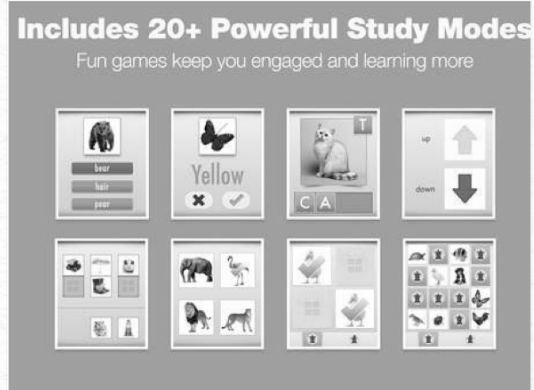 Includes 20+ Powerful Study Modes
Fun games keep you engaged and learning more
bear
hair
pear
Yellow
T
C A
up
down